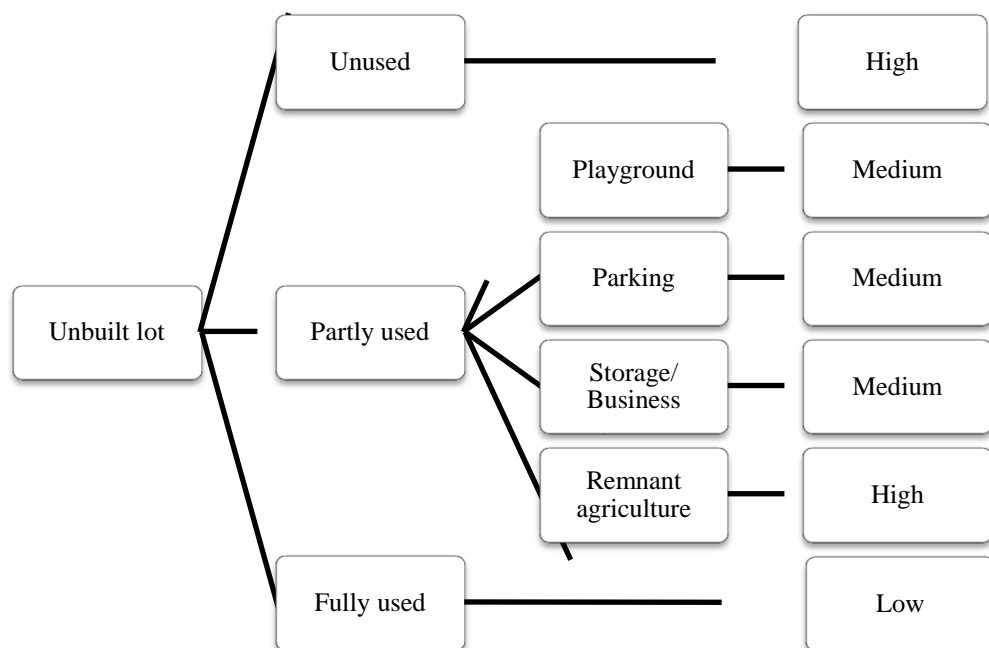 Unused
High
Playground
Medium
Parking
Medium
Unbuilt lot
Partly used
Storage/
Business
Medium
Remnant
agriculture
High
Fully used
Low